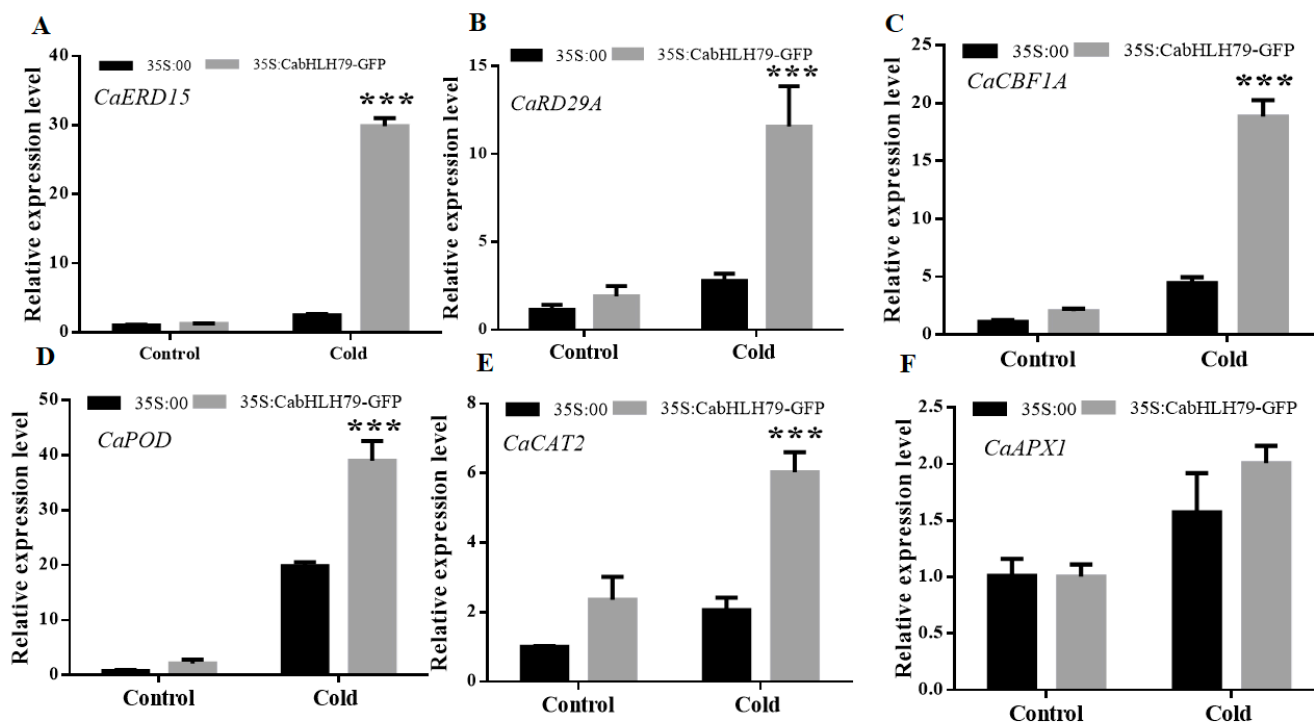 A
35S:00 35S:CabHLH79-GFP
CaERD15
***
Relative expression level
40
30
20
10
0
Control Cold
B
35S:00 35S:CabHLH79-GFP
CaRD29A
***
Relative expression level
15
10
5
0
Control Cold
C
35S:00 35S:CabHLH79-GFP
CaCBF1A
***
Relative expression level
25
20
15
10
5
0
Control Cold
D
35S:00 35S:CabHLH79-GFP
CaPOD
***
Relative expression level
50
40
30
20
10
0
Control Cold
E
35S:00 35S:CabHLH79-GFP
CaCAT2
***
Relative expression level
8
6
4
2
0
Control Cold
F
35S:00 35S:CabHLH79-GFP
CaAPX1
Relative expression level
2.5
2.0
1.5
1.0
0.5
0.0
Control Cold